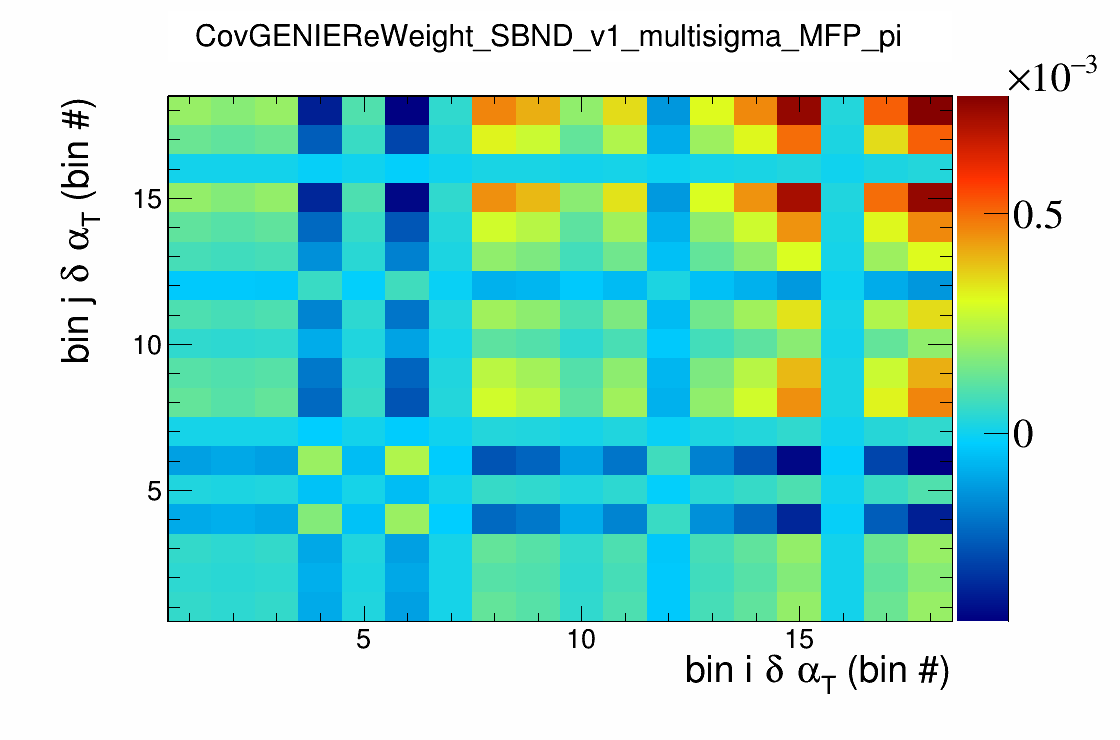 CovGENIEReWeight_SBND_v1_multisigma_MFP_pi
×10⁻³
bin j δ α_T (bin #)
15
10
5
0.5
0
5 10 15
bin i δ α_T (bin #)